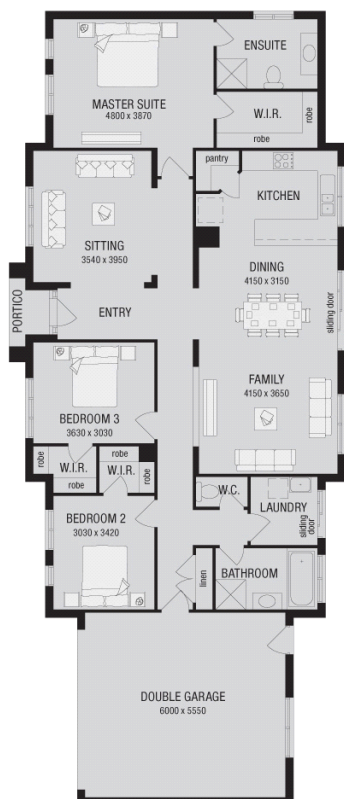 ENSUITE
MASTER SUITE
4800 x 3870
W.I.R.
robe
robe
pantry
KITCHEN
SITTING
3540 x 3950
DINING
4150 x 3150
sliding door
PORTICO
ENTRY
FAMILY
4150 x 3650
BEDROOM 3
3630 x 3030
robe
W.I.R.
robe
robe
W.I.R.
robe
W.C.
LAUNDRY
sliding
door
BEDROOM 2
3030 x 3420
linen
BATHROOM
DOUBLE GARAGE
6000 x 5550